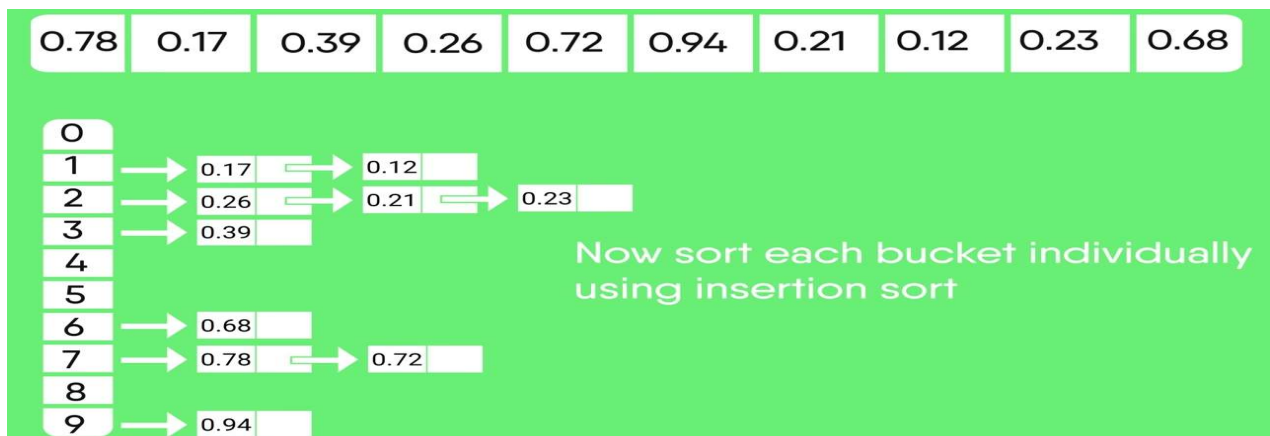 0.78 0.17 0.39 0.26 0.72 0.94 0.21 0.12 0.23 0.68
0
1 0.17 0.12
2 0.26 0.21 0.23
3 0.39
4
5
6 0.68
7 0.78 0.72
8
9 0.94
Now sort each bucket individually
using insertion sort